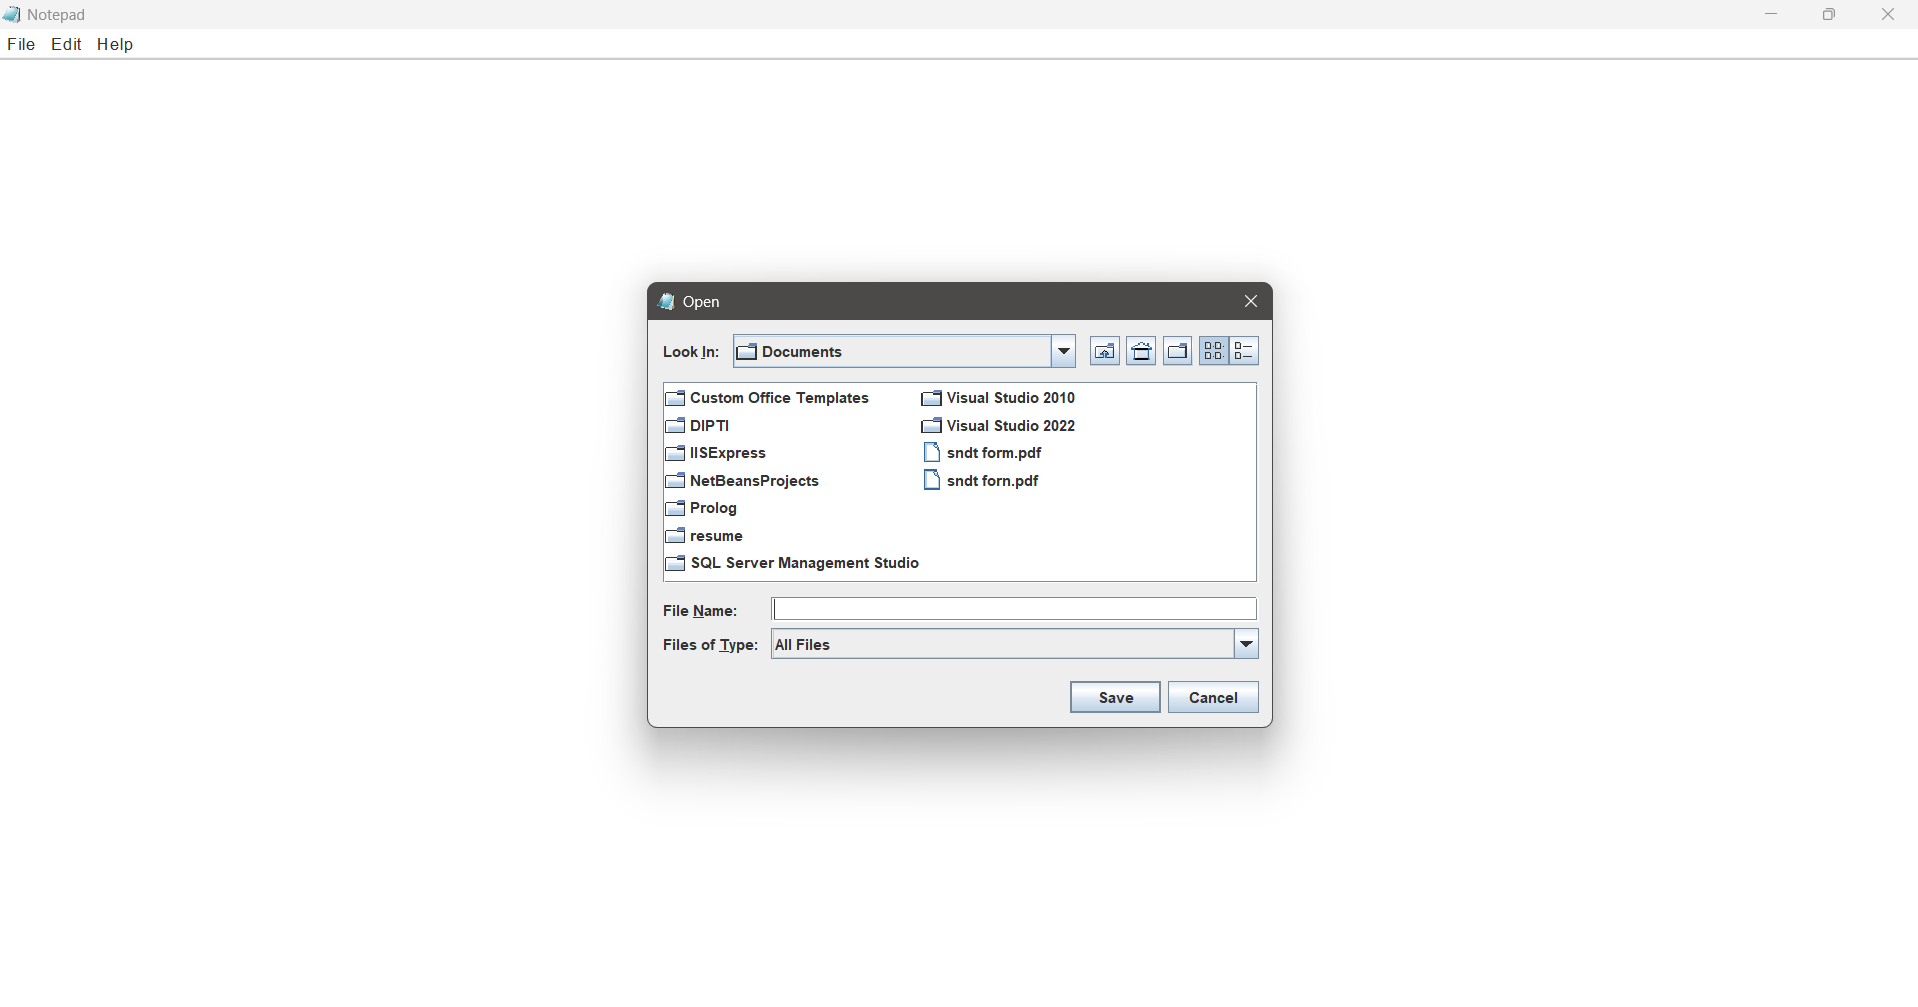 Notepad
File Edit Help
Open
Look In: Documents
Custom Office Templates Visual Studio 2010
DIPTI Visual Studio 2022
IISExpress sndt form.pdf
NetBeansProjects sndt forn.pdf
Prolog
resume
SQL Server Management Studio
File Name:
Files of Type: All Files
Save Cancel